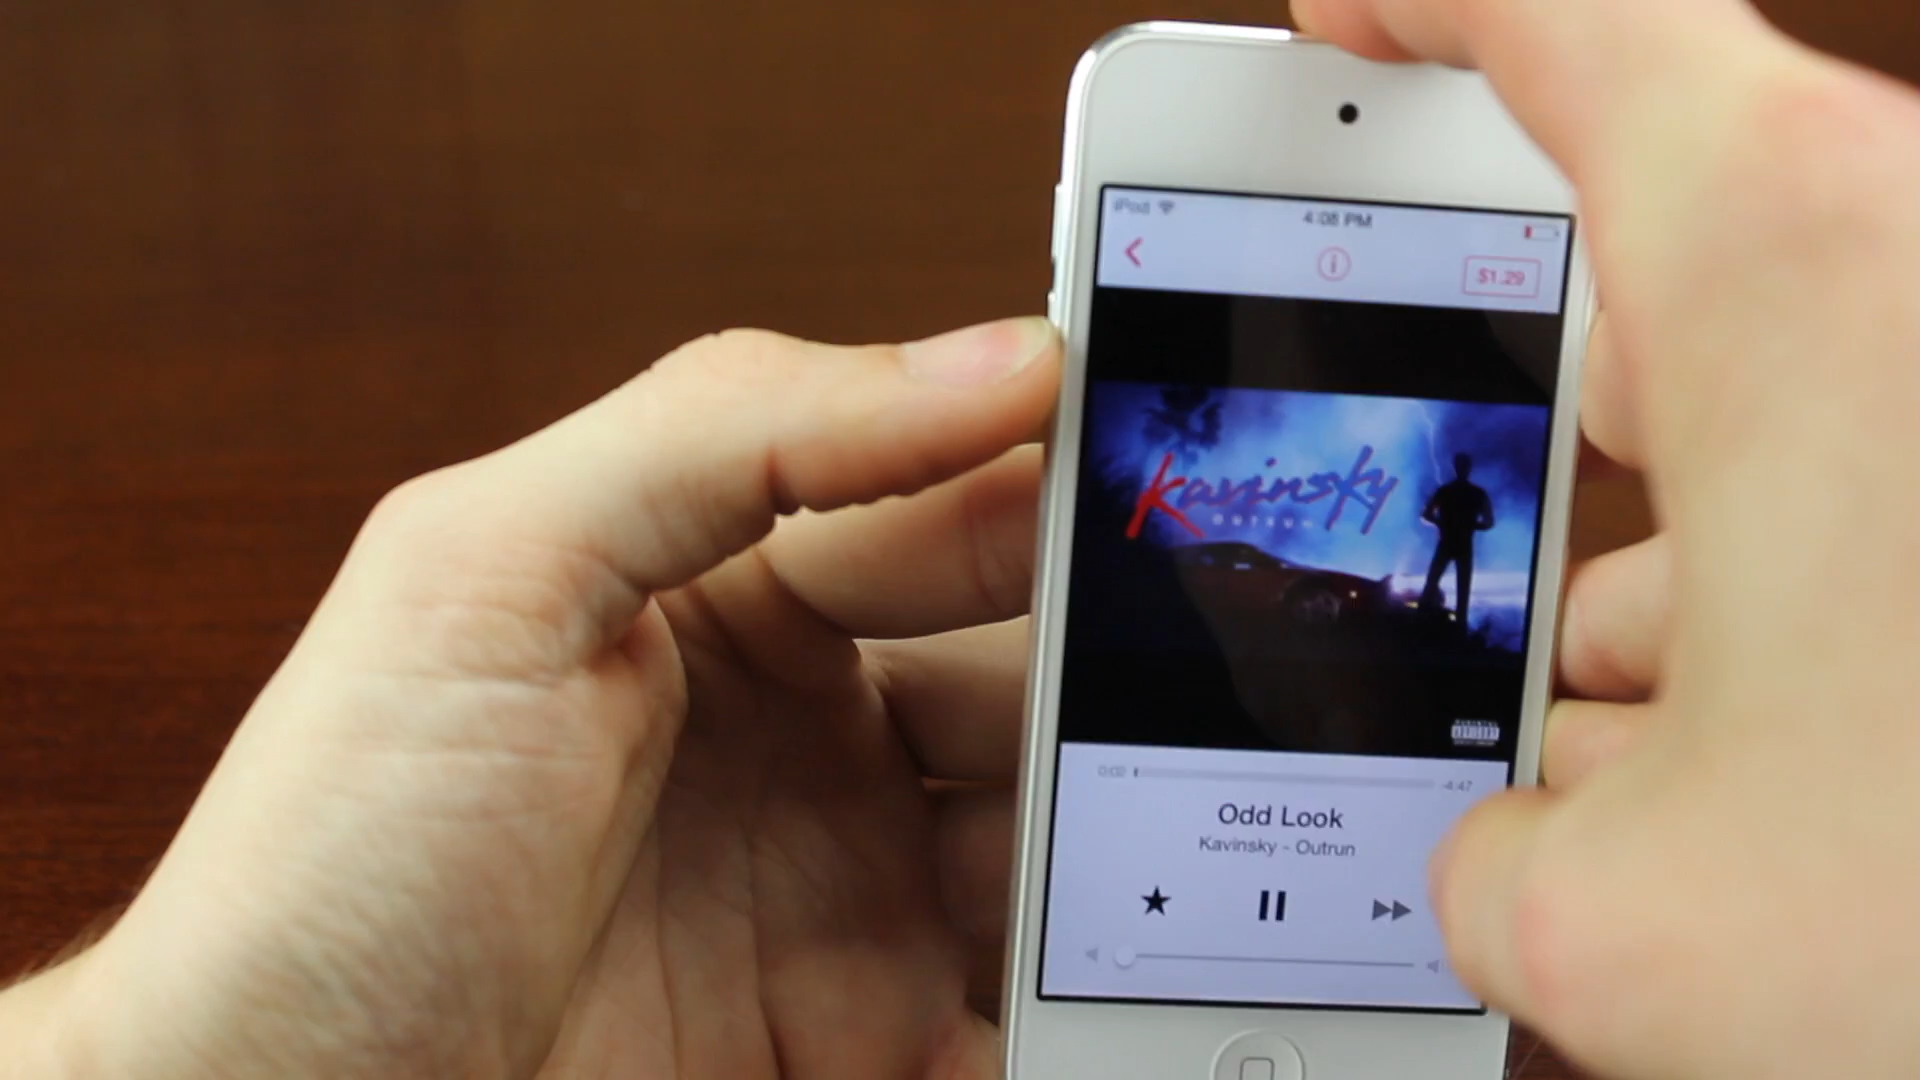 iPod 4:08 PM
$1.29
Kavinsky
OUTRUN
0:02 -4:47
Odd Look
Kavinsky - Outrun